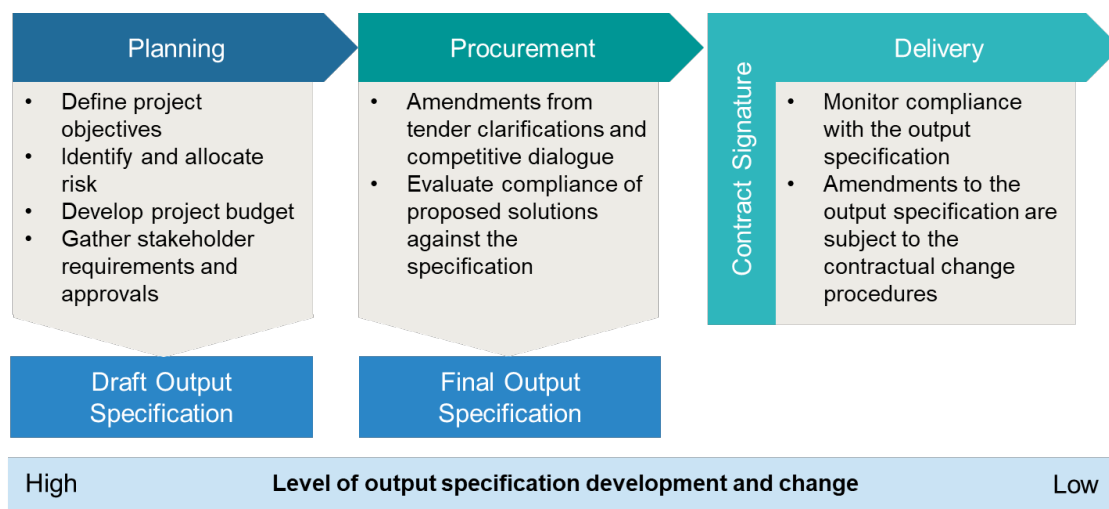 Planning
• Define project
objectives
• Identify and allocate
risk
• Develop project budget
• Gather stakeholder
requirements and
approvals
Draft Output
Specification
Procurement
• Amendments from
tender clarifications and
competitive dialogue
• Evaluate compliance of
proposed solutions
against the
specification
Final Output
Specification
Contract Signature
Delivery
• Monitor compliance
with the output
specification
• Amendments to the
output specification are
subject to the
contractual change
procedures
High Level of output specification development and change Low